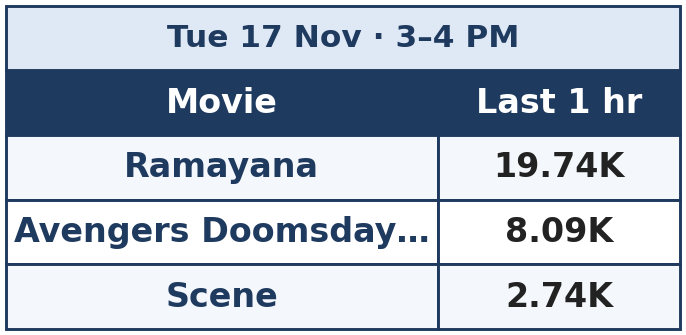 Tue 17 Nov · 3–4 PM
Movie Last 1 hr
Ramayana 19.74K
Avengers Doomsday... 8.09K
Scene 2.74K